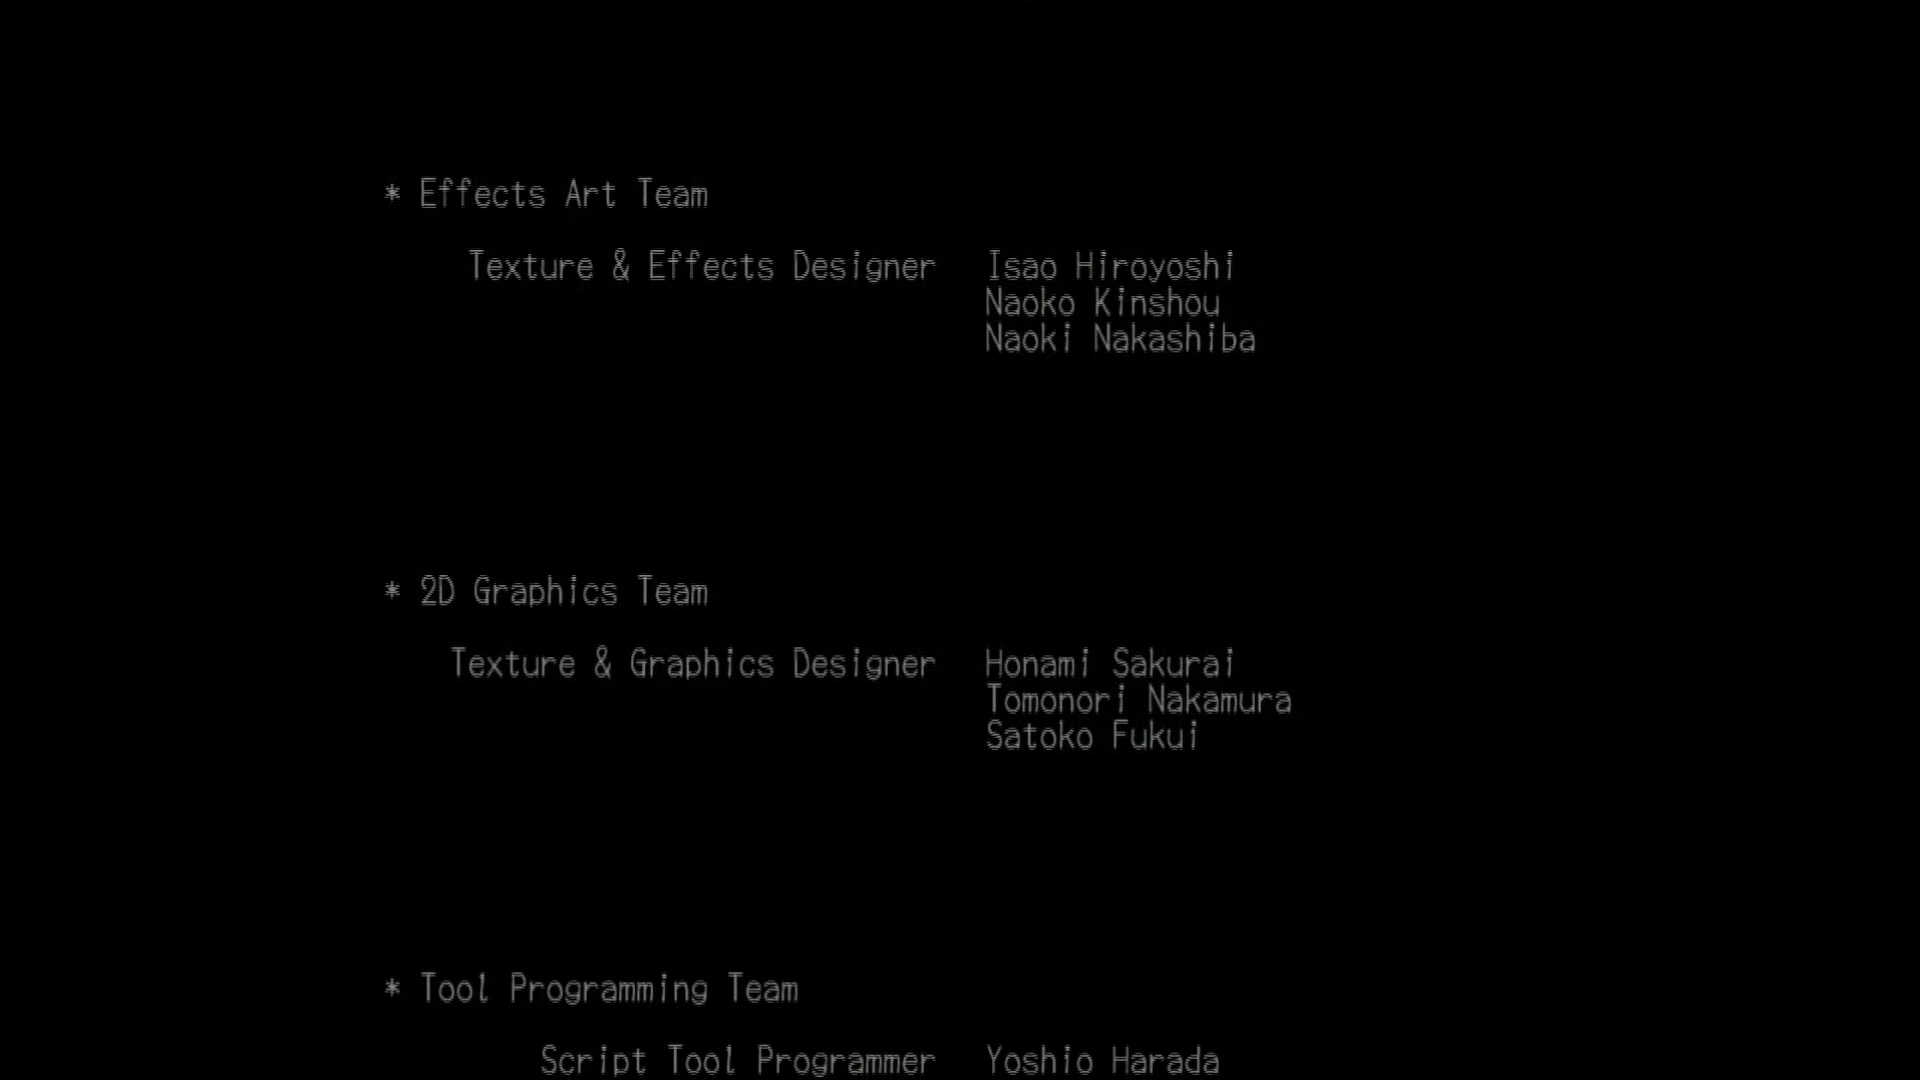 * Effects Art Team
Texture & Effects Designer Isao Hiroyoshi
Naoko Kinshou
Naoki Nakashiba
* 2D Graphics Team
Texture & Graphics Designer Honami Sakurai
Tomonori Nakamura
Satoko Fukui
* Tool Programming Team
Script Tool Programmer Yoshio Harada